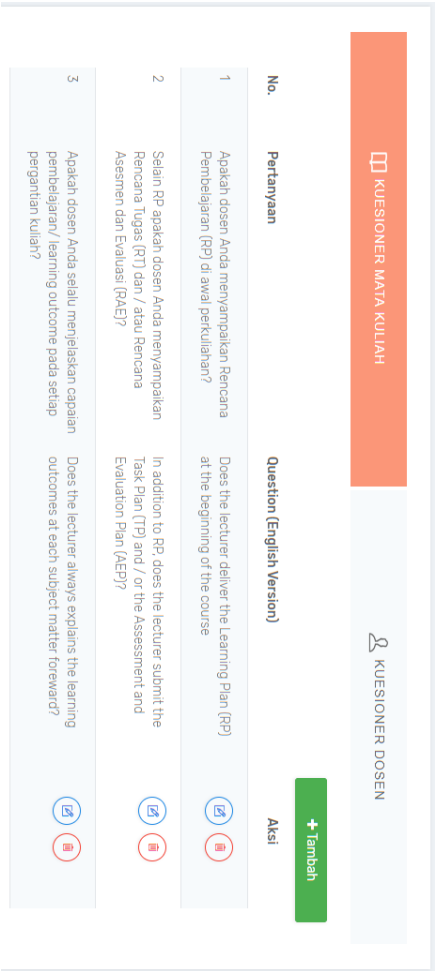 KUESIONER MATA KULIAH
KUESIONER DOSEN
+ Tambah
No.
Pertanyaan
Question (English Version)
Aksi
1
Apakah dosen Anda menyampaikan Rencana
Pembelajaran (RP) di awal perkuliahan?
Does the lecturer deliver the Learning Plan (RP)
at the beginning of the course
2
Selain RP apakah dosen Anda menyampaikan
Rencana Tugas (RT) dan / atau Rencana
Asesmen dan Evaluasi (RAE)?
In addition to RP, does the lecturer submit the
Task Plan (TP) and / or the Assessment and
Evaluation Plan (AEP)?
3
Apakah dosen Anda selalu menjelaskan capaian
pembelajaran/ learning outoome pada setiap
pergantian kuliah?
Does the lecturer always explains the learning
outcomes at each subject matter foreward?